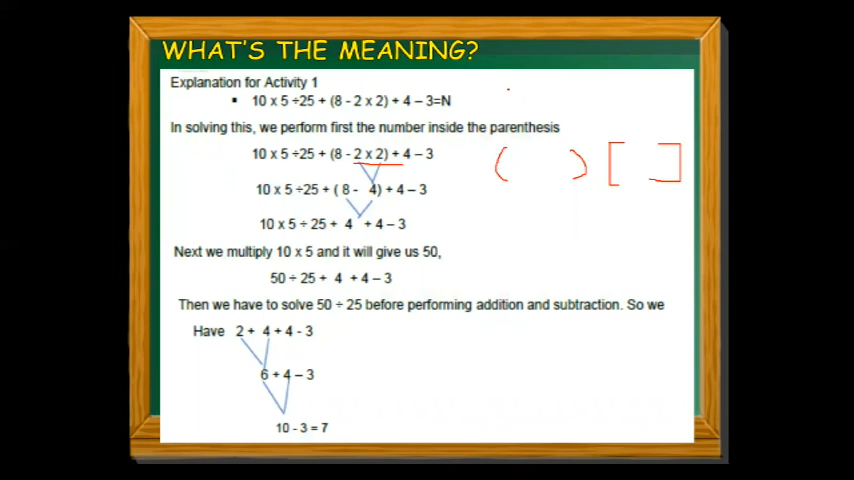 WHAT'S THE MEANING?
Explanation for Activity 1
▪ 10 x 5 ÷25 + (8 - 2 x 2) + 4 – 3=N
In solving this, we perform first the number inside the parenthesis
10 x 5 ÷25 + (8 - 2 x 2) + 4 – 3
( ) [ ]
10 x 5 ÷25 + ( 8 - 4) + 4 – 3
10 x 5 ÷ 25 + 4 + 4 – 3
Next we multiply 10 x 5 and it will give us 50,
50 ÷ 25 + 4 + 4 – 3
Then we have to solve 50 ÷ 25 before performing addition and subtraction. So we
Have 2 + 4 + 4 - 3
6 + 4 – 3
10 - 3 = 7